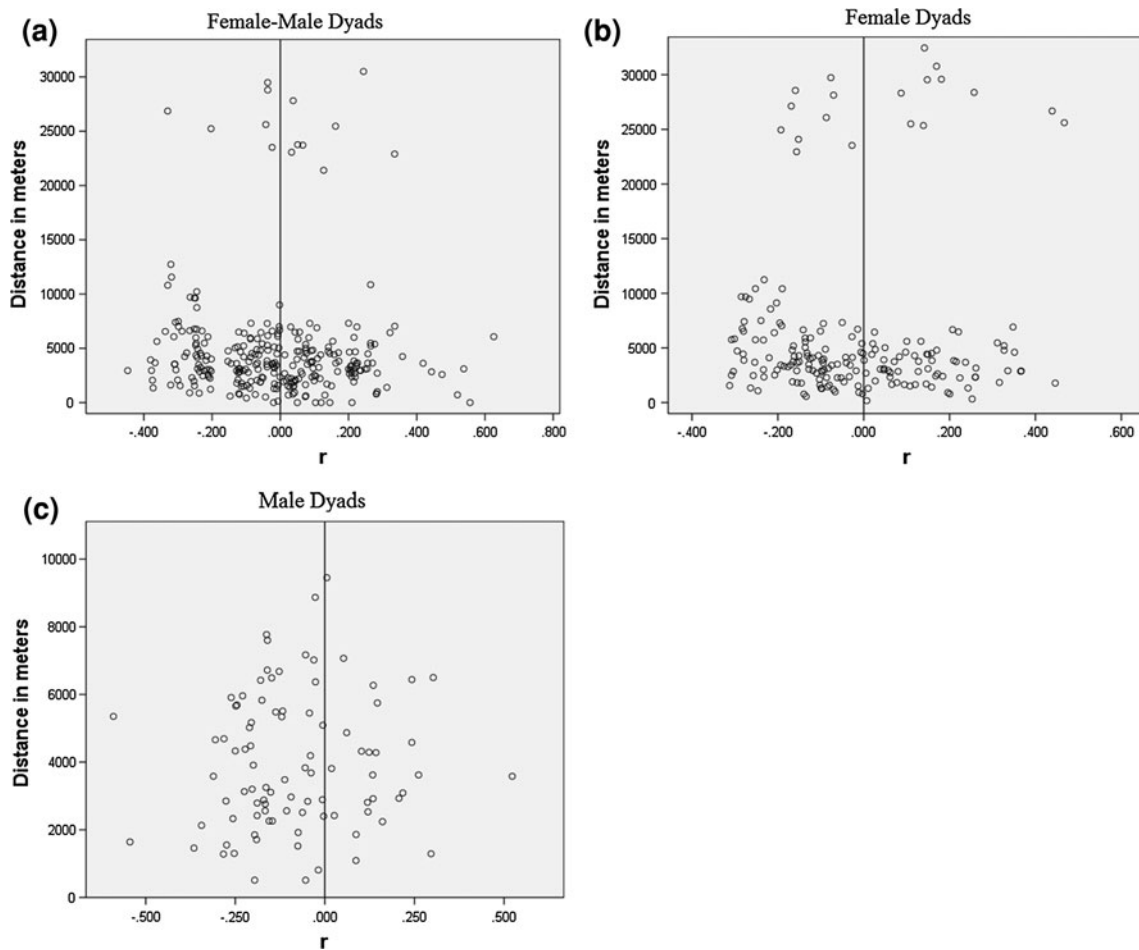 (a)
Female-Male Dyads
Distance in meters
30000
25000
20000
15000
10000
5000
0
-.400 -.200 .000 .200 .400 .600 .800
r
(b)
Female Dyads
Distance in meters
30000
25000
20000
15000
10000
5000
0
-.400 -.200 .000 .200 .400 .600
r
(c)
Male Dyads
Distance in meters
10000
8000
6000
4000
2000
0
-.500 -.250 .000 .250 .500
r